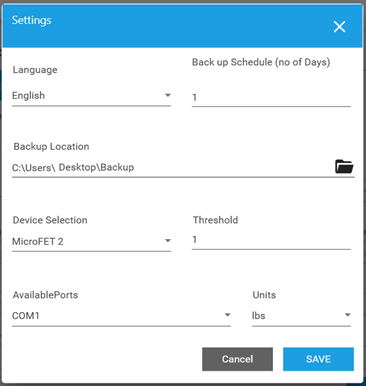 Settings
Language
Back up Schedule (no of Days)
English
1
Backup Location
C:\Users\ Desktop\Backup
Device Selection
Threshold
MicroFET 2
1
AvailablePorts
Units
COM1
lbs
Cancel
SAVE